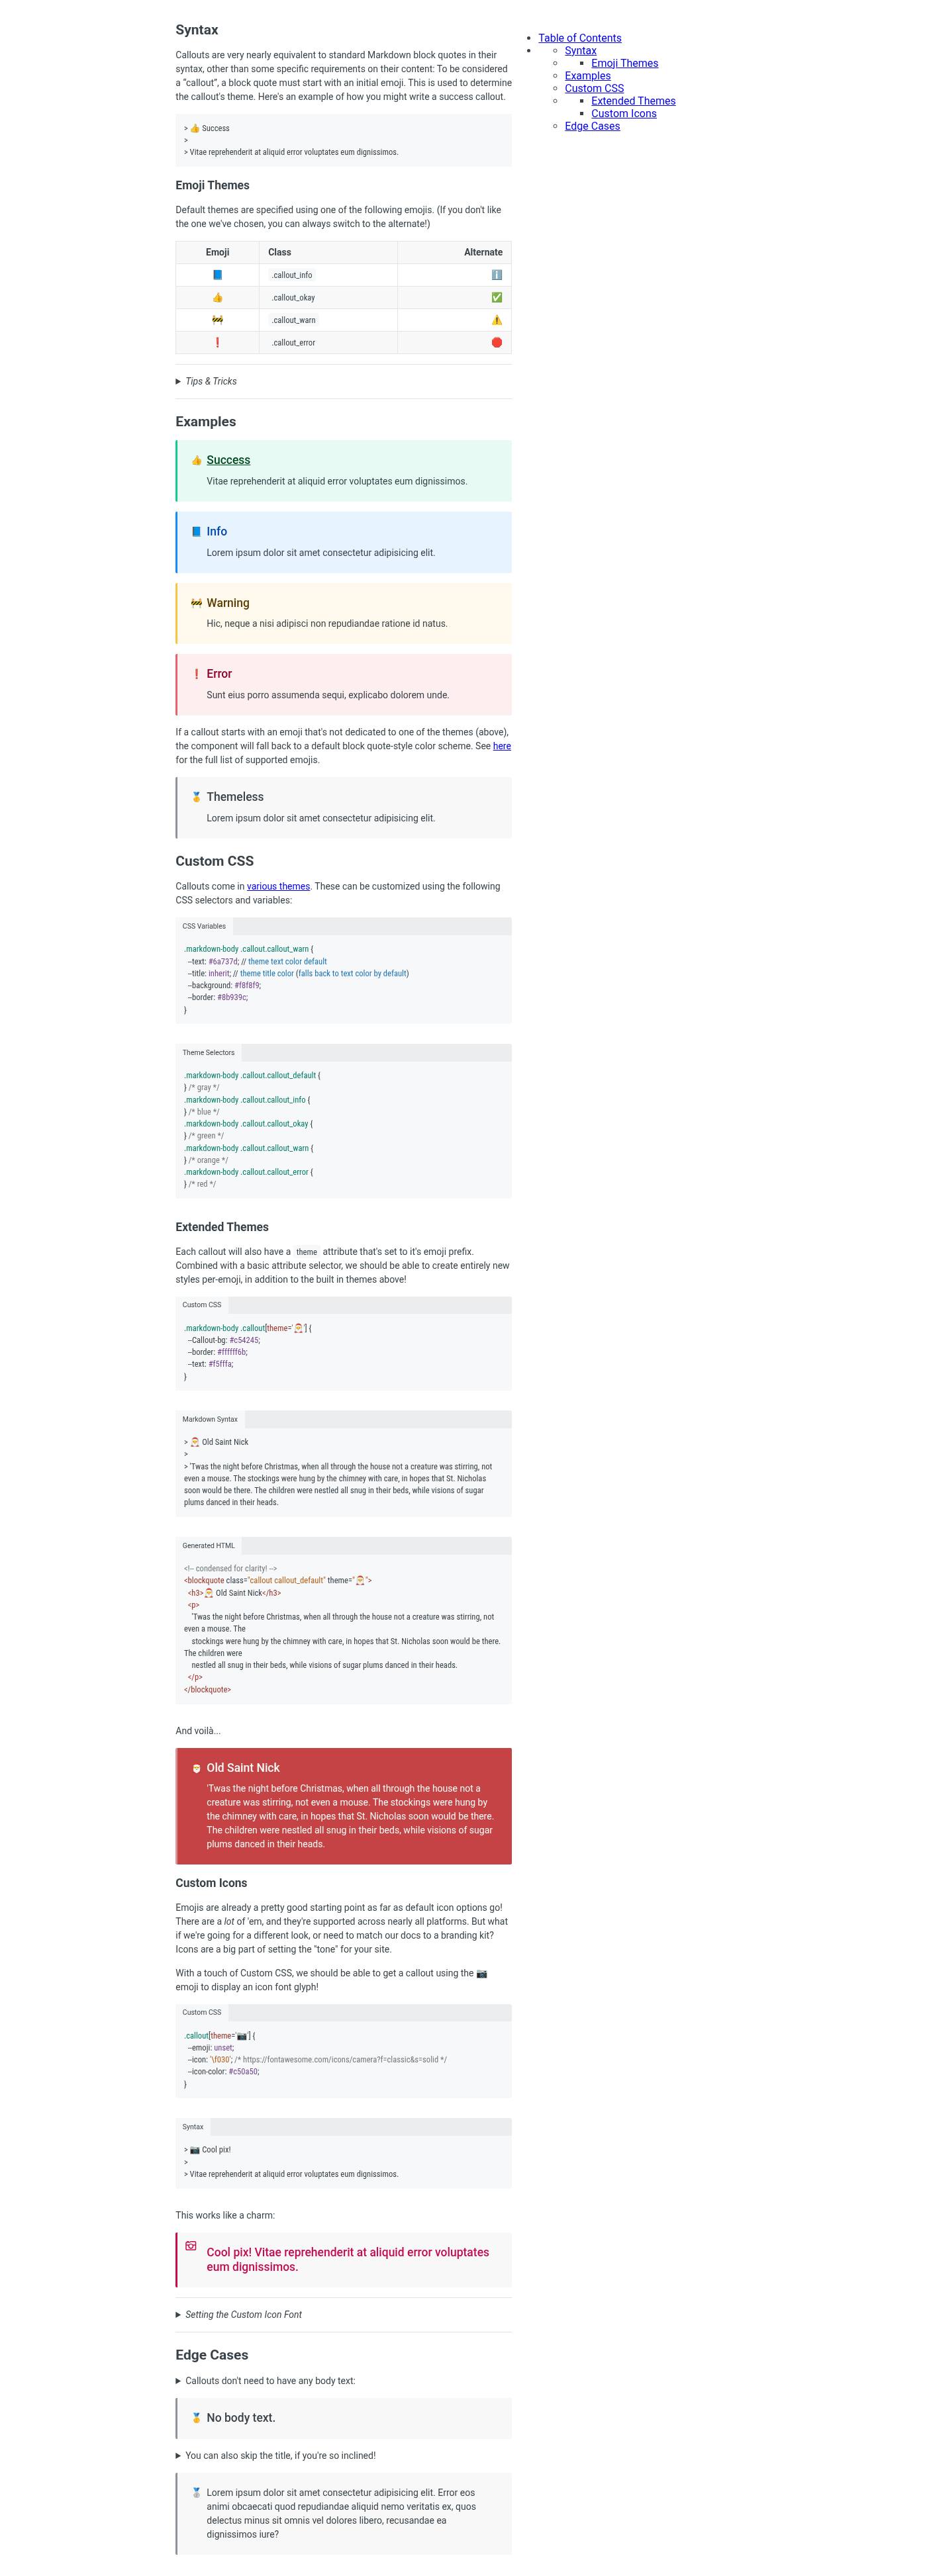 Syntax
Callouts are very nearly equivalent to standard Markdown block quotes in their
syntax, other than some specific requirements on their content: To be considered
a “callout”, a block quote must start with an initial emoji. This is used to determine
the callout's theme. Here's an example of how you might write a success callout.
> 👍 Success
>
> Vitae reprehenderit at aliquid error voluptates eum dignissimos.
Emoji Themes
Default themes are specified using one of the following emojis. (If you don't like
the one we've chosen, you can always switch to the alternate!)
Emoji Class Alternate
📘 .callout_info ℹ️
👍 .callout_okay ✅
🚧 .callout_warn ⚠️
❗ .callout_error 🛑
Tips & Tricks
Examples
👍 Success
Vitae reprehenderit at aliquid error voluptates eum dignissimos.
📘 Info
Lorem ipsum dolor sit amet consectetur adipisicing elit.
🚧 Warning
Hic, neque a nisi adipisci non repudiandae ratione id natus.
❗ Error
Sunt eius porro assumenda sequi, explicabo dolorem unde.
If a callout starts with an emoji that's not dedicated to one of the themes (above),
the component will fall back to a default block quote-style color scheme. See here
for the full list of supported emojis.
🥇 Themeless
Lorem ipsum dolor sit amet consectetur adipisicing elit.
Custom CSS
Callouts come in various themes. These can be customized using the following
CSS selectors and variables:
CSS Variables
.markdown-body .callout.callout_warn {
--text: #6a737d; // theme text color default
--title: inherit; // theme title color (falls back to text color by default)
--background: #f8f8f9;
--border: #8b939c;
}
Theme Selectors
.markdown-body .callout.callout_default {
} /* gray */
.markdown-body .callout.callout_info {
} /* blue */
.markdown-body .callout.callout_okay {
} /* green */
.markdown-body .callout.callout_warn {
} /* orange */
.markdown-body .callout.callout_error {
} /* red */
Extended Themes
Each callout will also have a theme attribute that's set to it's emoji prefix.
Combined with a basic attribute selector, we should be able to create entirely new
styles per-emoji, in addition to the built in themes above!
Custom CSS
.markdown-body .callout[theme='🎅'] {
--Callout-bg: #c54245;
--border: #ffffff6b;
--text: #f5fffa;
}
Markdown Syntax
> 🎅 Old Saint Nick
>
> 'Twas the night before Christmas, when all through the house not a creature was stirring, not
even a mouse. The stockings were hung by the chimney with care, in hopes that St. Nicholas
soon would be there. The children were nestled all snug in their beds, while visions of sugar
plums danced in their heads.
Generated HTML
<!-- condensed for clarity! -->
<blockquote class="callout callout_default" theme="🎅">
<h3>🎅 Old Saint Nick</h3>
<p>
'Twas the night before Christmas, when all through the house not a creature was stirring, not
even a mouse. The
stockings were hung by the chimney with care, in hopes that St. Nicholas soon would be there.
The children were
nestled all snug in their beds, while visions of sugar plums danced in their heads.
</p>
</blockquote>
And voilà...
🎅 Old Saint Nick
'Twas the night before Christmas, when all through the house not a
creature was stirring, not even a mouse. The stockings were hung by
the chimney with care, in hopes that St. Nicholas soon would be there.
The children were nestled all snug in their beds, while visions of sugar
plums danced in their heads.
Custom Icons
Emojis are already a pretty good starting point as far as default icon options go!
There are a lot of 'em, and they're supported across nearly all platforms. But what
if we're going for a different look, or need to match our docs to a branding kit?
Icons are a big part of setting the "tone" for your site.
With a touch of Custom CSS, we should be able to get a callout using the 📷
emoji to display an icon font glyph!
Custom CSS
.callout[theme='📷'] {
--emoji: unset;
--icon: '\f030'; /* https://fontawesome.com/icons/camera?f=classic&s=solid */
--icon-color: #c50a50;
}
Syntax
> 📷 Cool pix!
>
> Vitae reprehenderit at aliquid error voluptates eum dignissimos.
This works like a charm:
Cool pix! Vitae reprehenderit at aliquid error voluptates
eum dignissimos.
Setting the Custom Icon Font
Edge Cases
Callouts don't need to have any body text:
🥇 No body text.
You can also skip the title, if you're so inclined!
🥈 Lorem ipsum dolor sit amet consectetur adipisicing elit. Error eos
animi obcaecati quod repudiandae aliquid nemo veritatis ex, quos
delectus minus sit omnis vel dolores libero, recusandae ea
dignissimos iure?
Table of Contents
Syntax
Emoji Themes
Examples
Custom CSS
Extended Themes
Custom Icons
Edge Cases